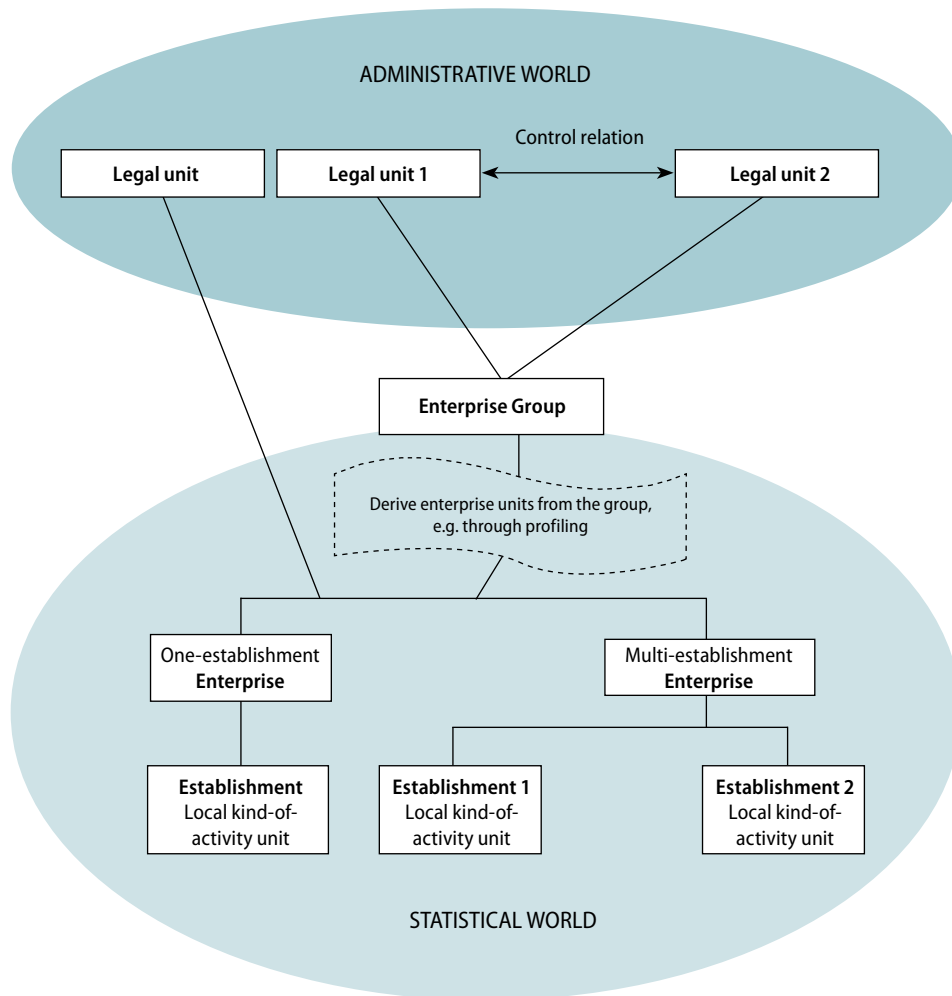 ADMINISTRATIVE WORLD
Control relation
Legal unit
Legal unit 1
Legal unit 2
Enterprise Group
Derive enterprise units from the group,
e.g. through profiling
One-establishment
Enterprise
Multi-establishment
Enterprise
Establishment
Local kind-of-
activity unit
Establishment 1
Local kind-of-
activity unit
Establishment 2
Local kind-of-
activity unit
STATISTICAL WORLD